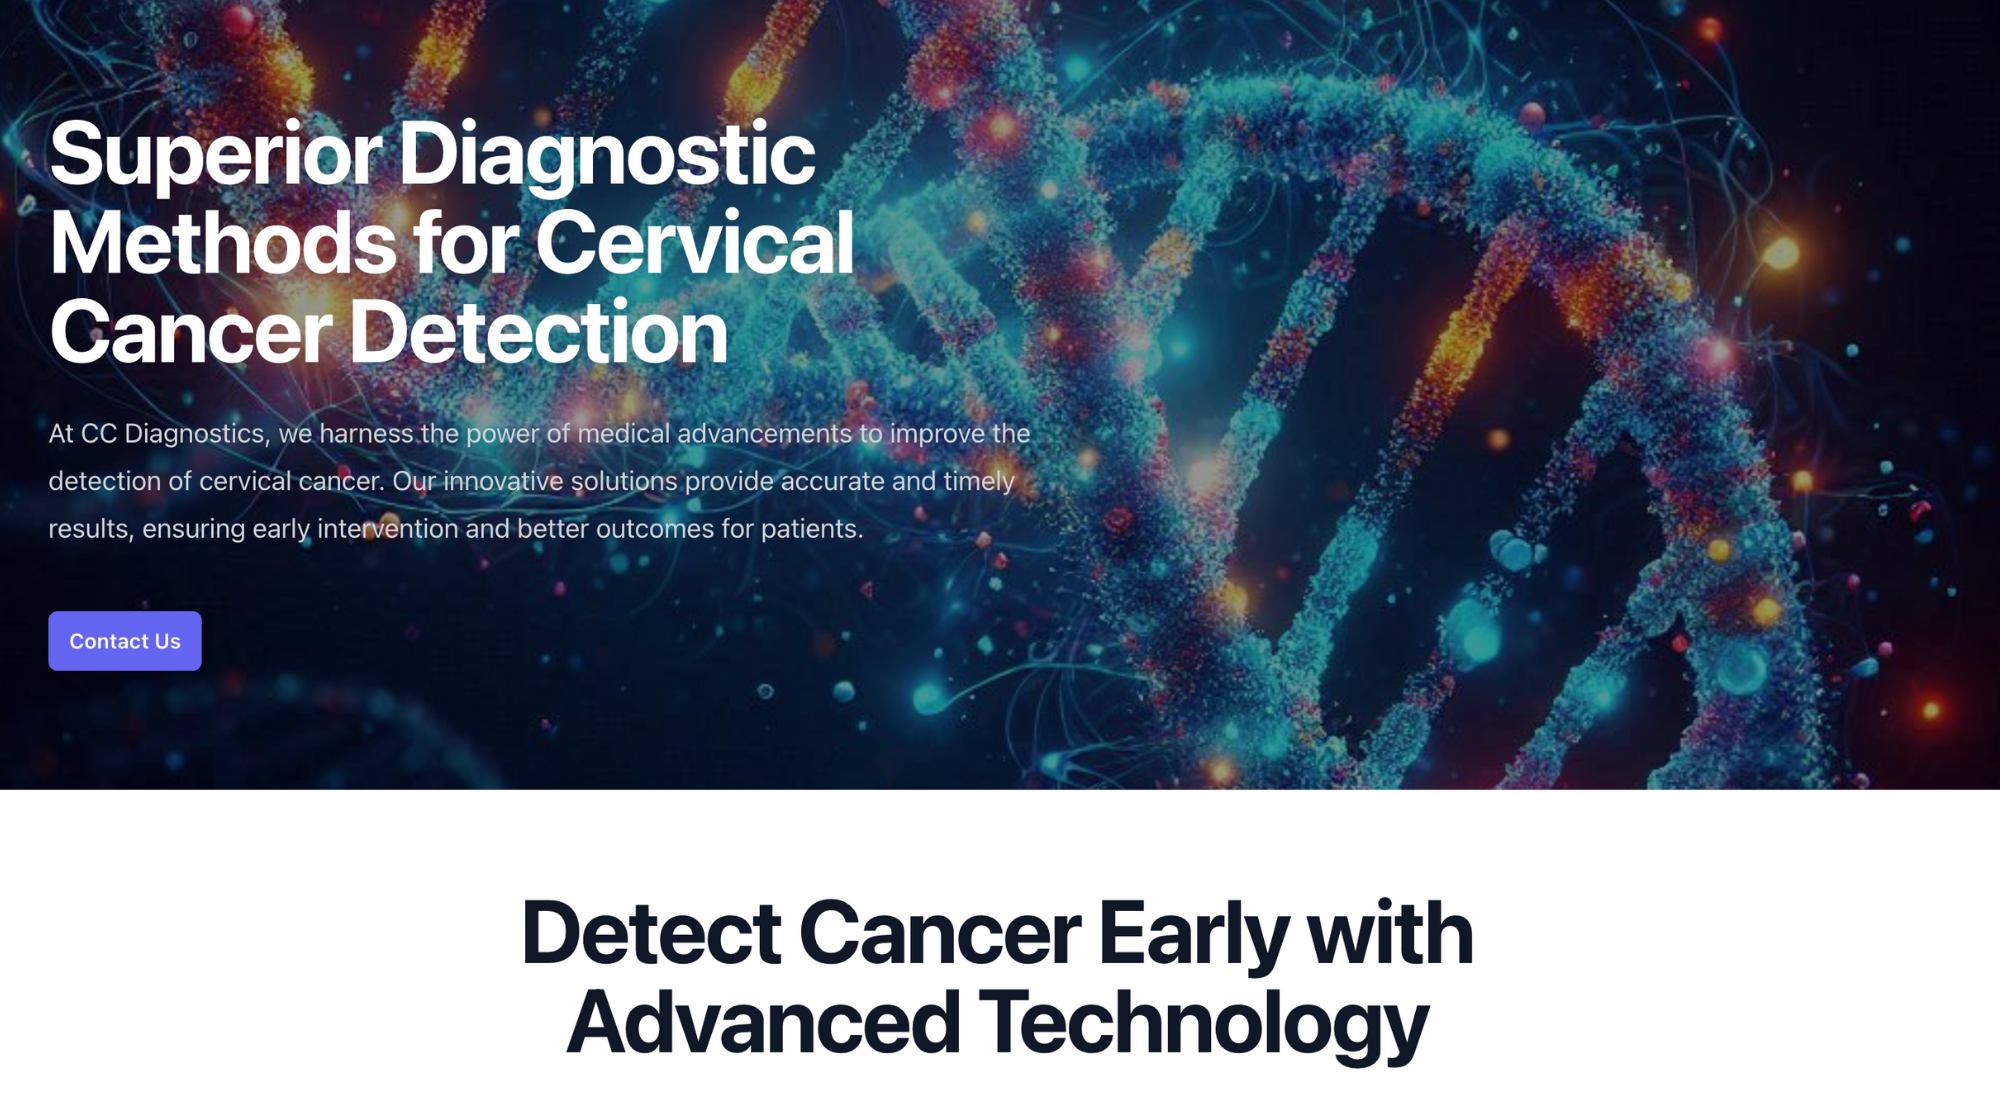 Superior Diagnostic
Methods for Cervical
Cancer Detection
At CC Diagnostics, we harness the power of medical advancements to improve the
detection of cervical cancer. Our innovative solutions provide accurate and timely
results, ensuring early intervention and better outcomes for patients.
Contact Us
Detect Cancer Early with
Advanced Technology